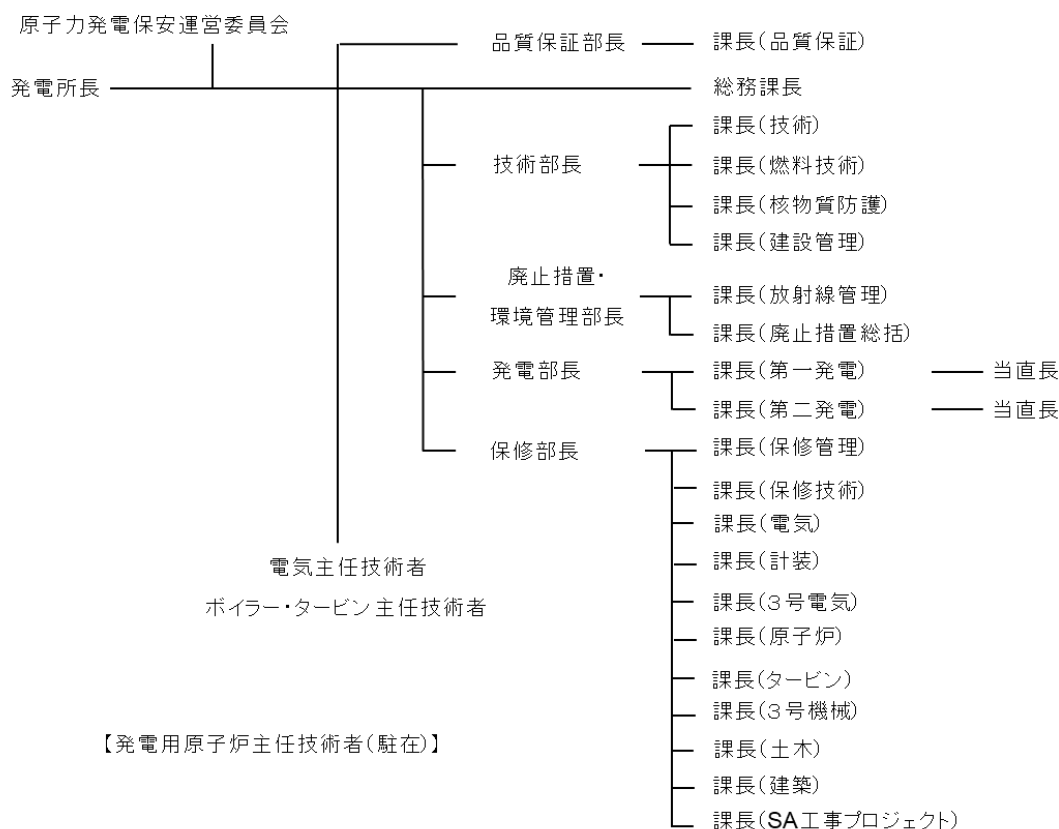 原子力発電保安運営委員会
品質保証部長 課長(品質保証)
発電所長 総務課長
課長(技術)
技術部長 課長(燃料技術)
課長(核物質防護)
課長(建設管理)
廃止措置・
環境管理部長
課長(放射線管理)
課長(廃止措置総括)
発電部長 課長(第一発電) 当直長
課長(第二発電) 当直長
保修部長 課長(保修管理)
課長(保修技術)
課長(電気)
課長(計装)
課長(3号電気)
課長(原子炉)
課長(タービン)
課長(3号機械)
課長(土木)
課長(建築)
課長(SA工事プロジェクト)
電気主任技術者
ボイラー・タービン主任技術者
【発電用原子炉主任技術者(駐在)】